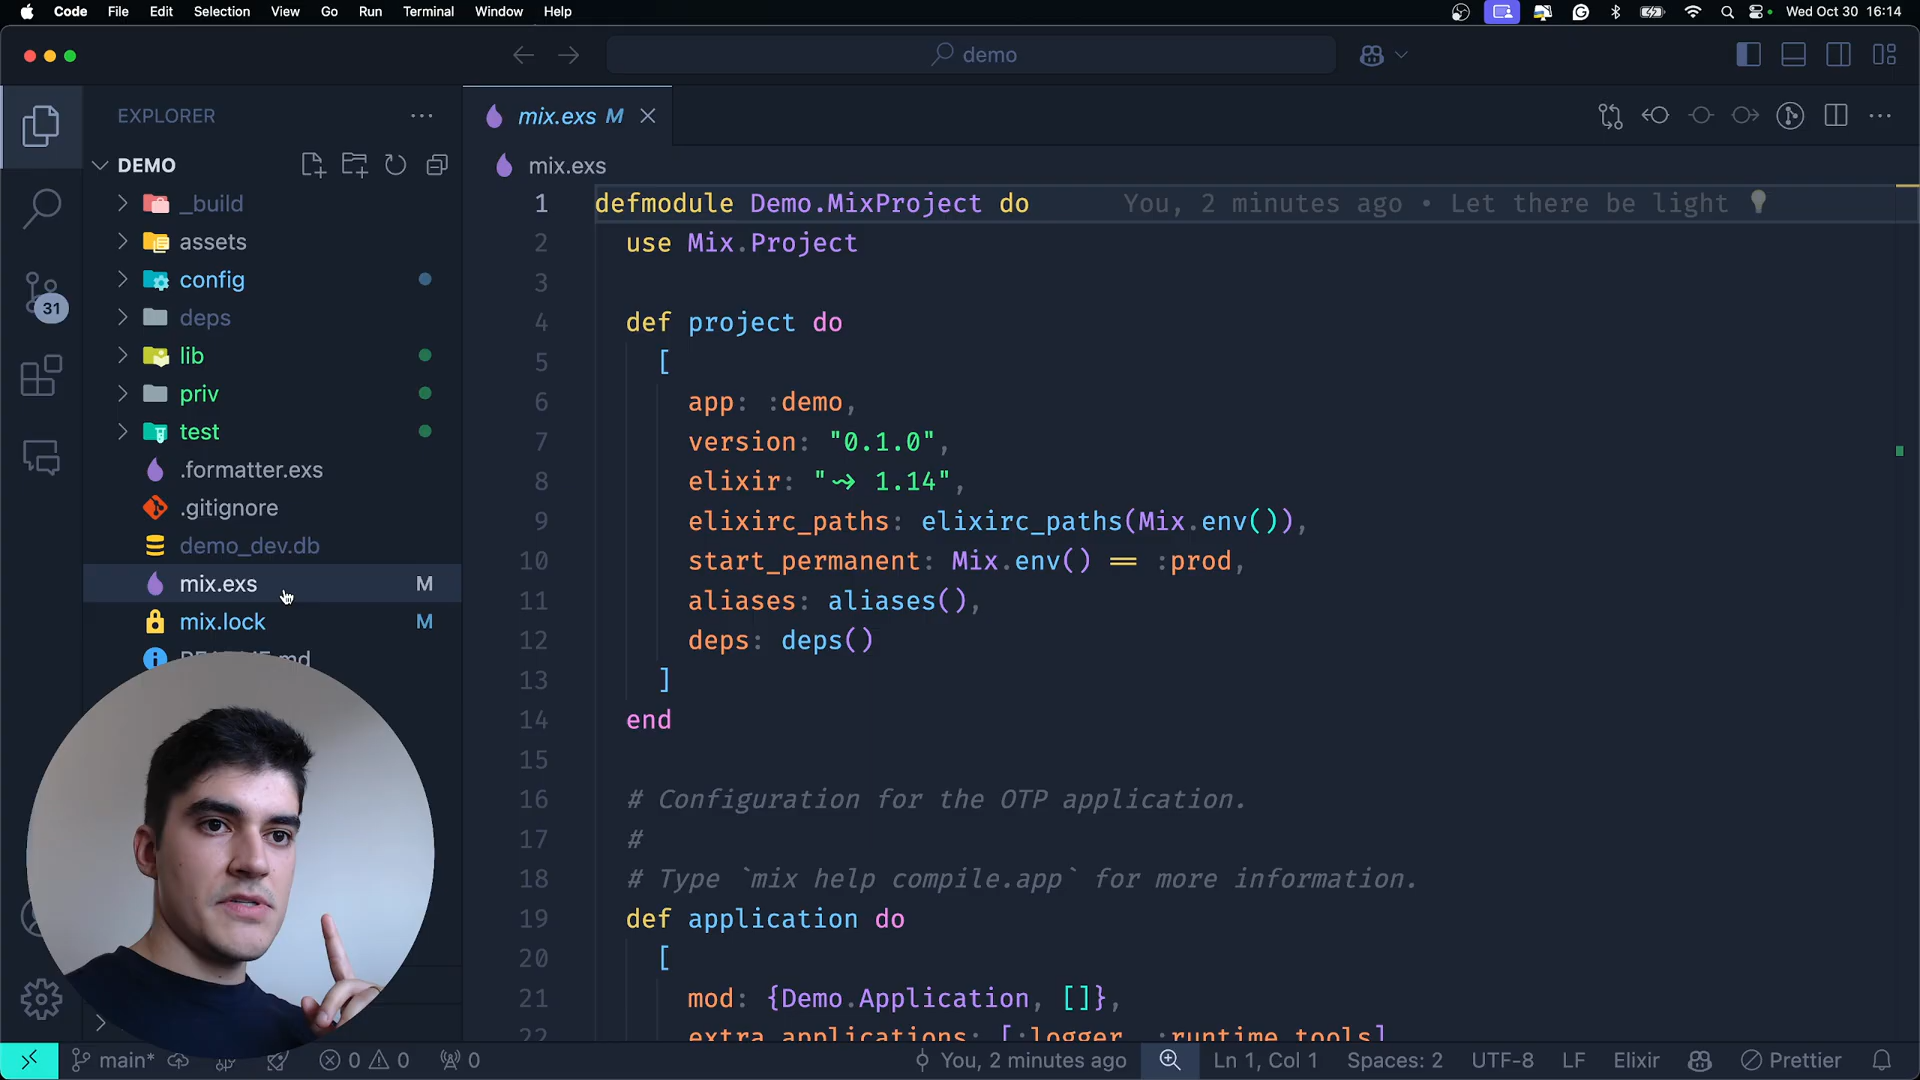 Code File Edit Selection View Go Run Terminal Window Help
Wed Oct 30 16:14
demo
EXPLORER
mix.exs M
DEMO
mix.exs
_build
assets
config
deps
lib
priv
test
.formatter.exs
.gitignore
demo_dev.db
mix.exs M
mix.lock M
README.md
31
1 defmodule Demo.MixProject do You, 2 minutes ago • Let there be light
2 use Mix.Project
3
4 def project do
5 [
6 app: :demo,
7 version: "0.1.0",
8 elixir: "~> 1.14",
9 elixirc_paths: elixirc_paths(Mix.env()),
10 start_permanent: Mix.env() == :prod,
11 aliases: aliases(),
12 deps: deps()
13 ]
14 end
15
16 # Configuration for the OTP application.
17 #
18 # Type `mix help compile.app` for more information.
19 def application do
20 [
21 mod: {Demo.Application, []},
22 extra_applications: [:logger, :runtime_tools]
main* 0 0 0 You, 2 minutes ago Ln 1, Col 1 Spaces: 2 UTF-8 LF Elixir Prettier